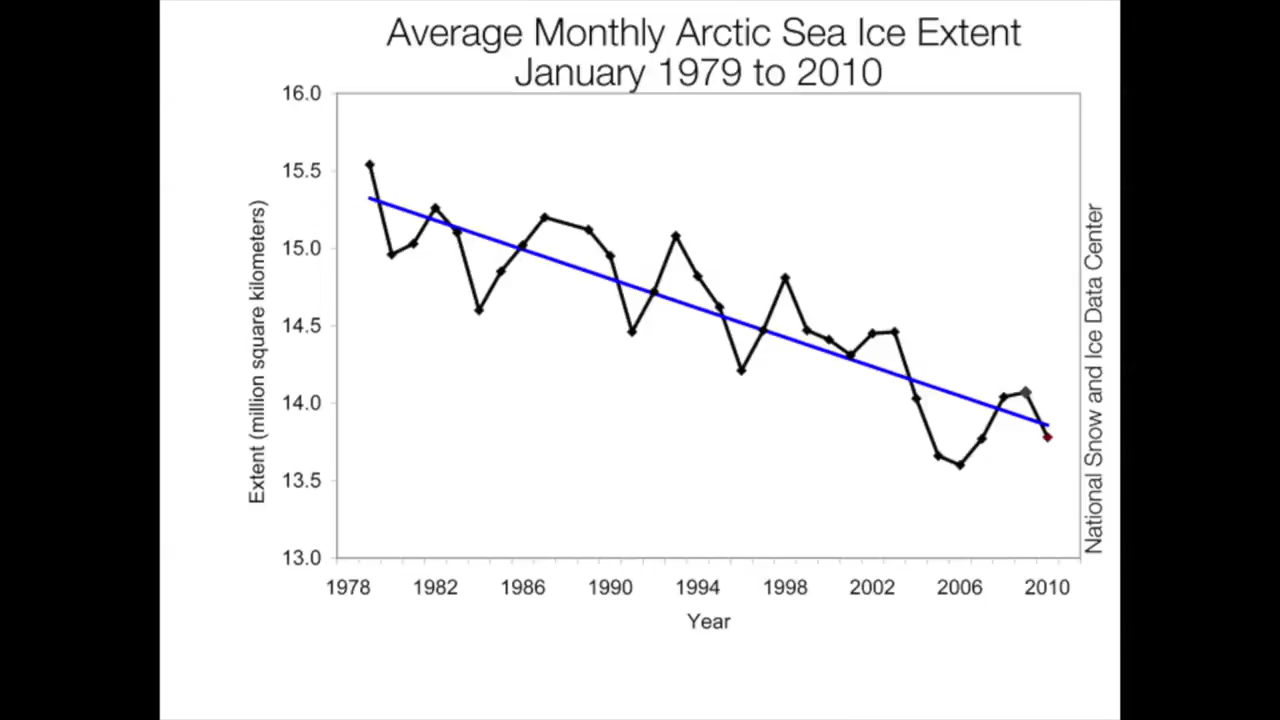 Average Monthly Arctic Sea Ice Extent
January 1979 to 2010
16.0
15.5
15.0
14.5
14.0
13.5
13.0
Extent (million square kilometers)
1978 1982 1986 1990 1994 1998 2002 2006 2010
Year
National Snow and Ice Data Center